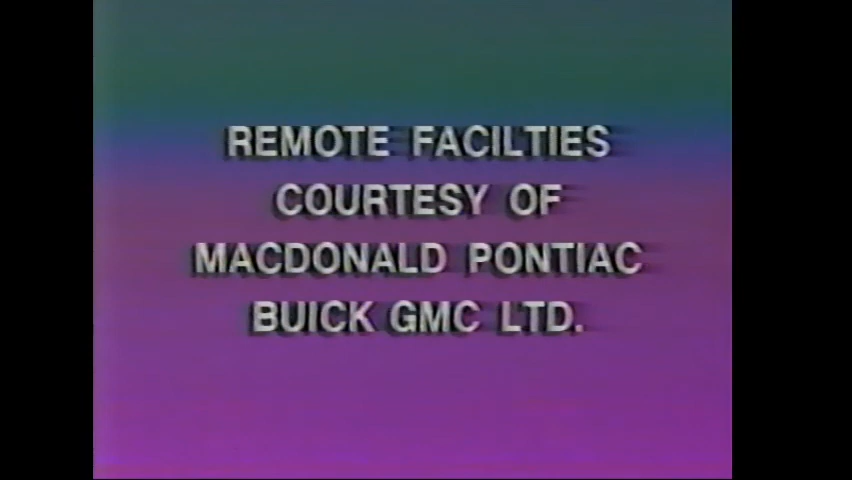 REMOTE FACILTIES
COURTESY OF
MACDONALD PONTIAC
BUICK GMC LTD.